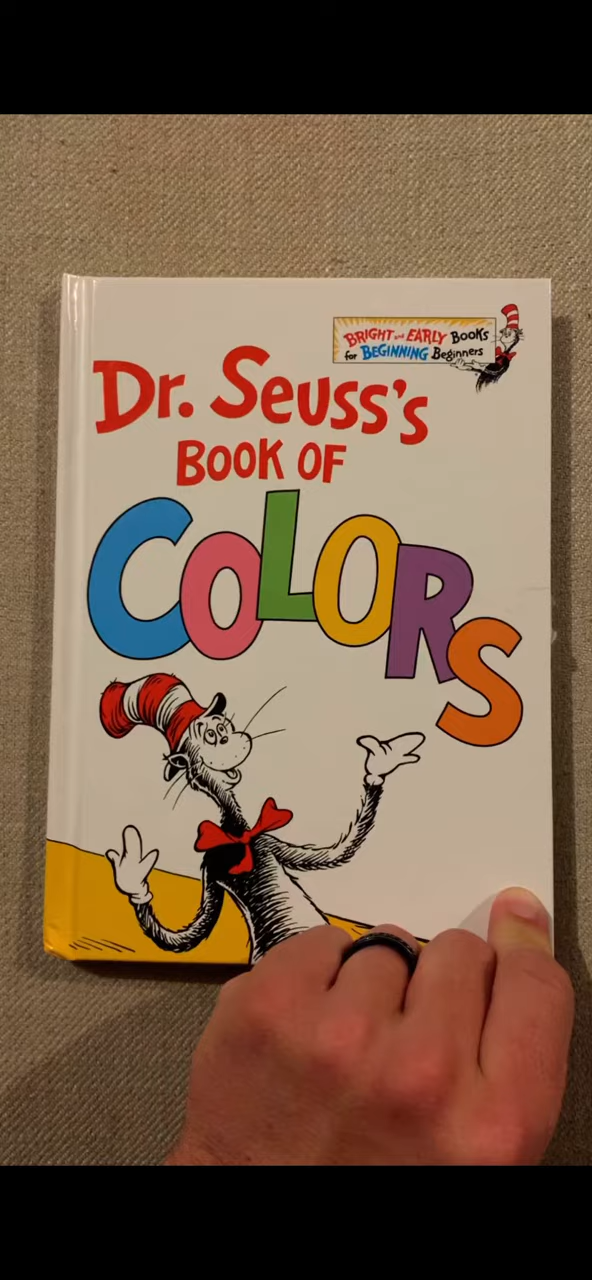 BRIGHT and EARLY BOOKS
for BEGINNING Beginners
Dr. Seuss's
BOOK OF
COLORS